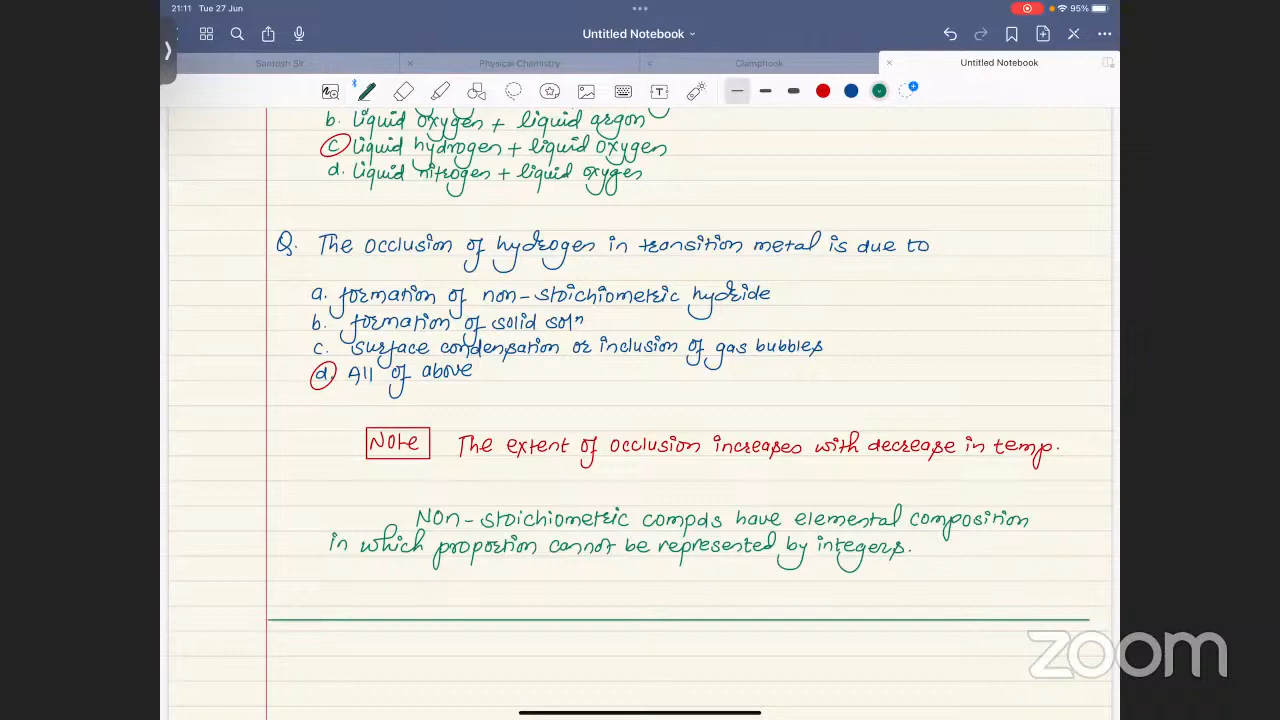 21:11 Tue 27 Jun
95%
Untitled Notebook
Santosh Sir
Physical Chemistry
Clamphook
Untitled Notebook
b. liquid oxygen + liquid argon
c. liquid hydrogen + liquid oxygen
d. liquid nitrogen + liquid oxygen
Q. The occlusion of hydrogen in transition metal is due to
a. formation of non-stoichiometric hydride
b. formation of solid solⁿ
c. surface condensation or inclusion of gas bubbles
d. All of above
Note The extent of occlusion increases with decrease in temp.
Non-stoichiometric compds have elemental composition
in which proportion cannot be represented by integers.
zoom